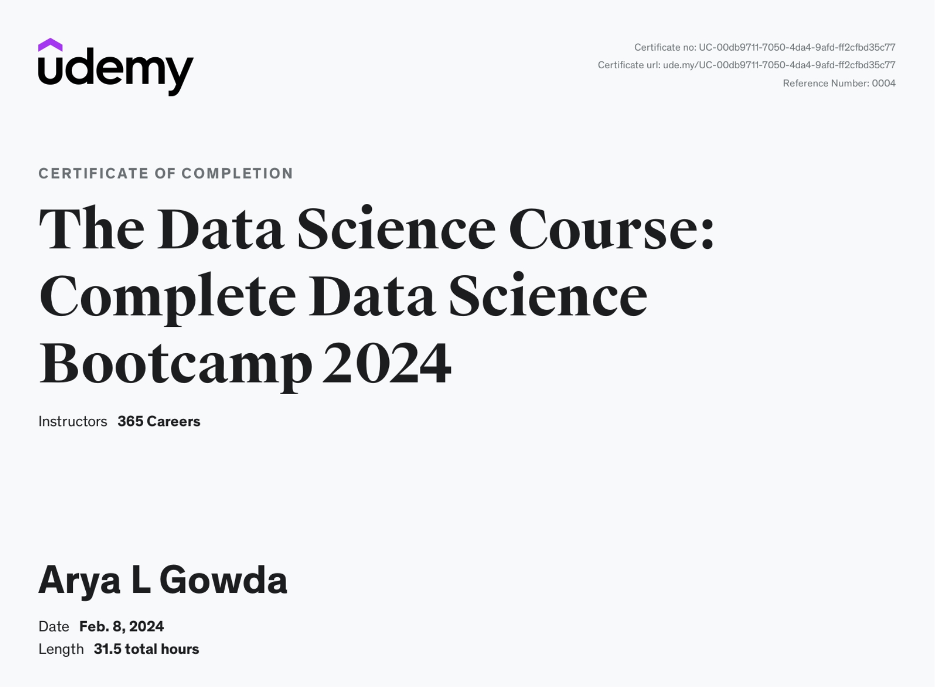 udemy
Certificate no: UC-00db9711-7050-4da4-9afd-ff2cfbd35c77
Certificate url: ude.my/UC-00db9711-7050-4da4-9afd-ff2cfbd35c77
Reference Number: 0004
CERTIFICATE OF COMPLETION
The Data Science Course:
Complete Data Science
Bootcamp 2024
Instructors 365 Careers
Arya L Gowda
Date Feb. 8, 2024
Length 31.5 total hours